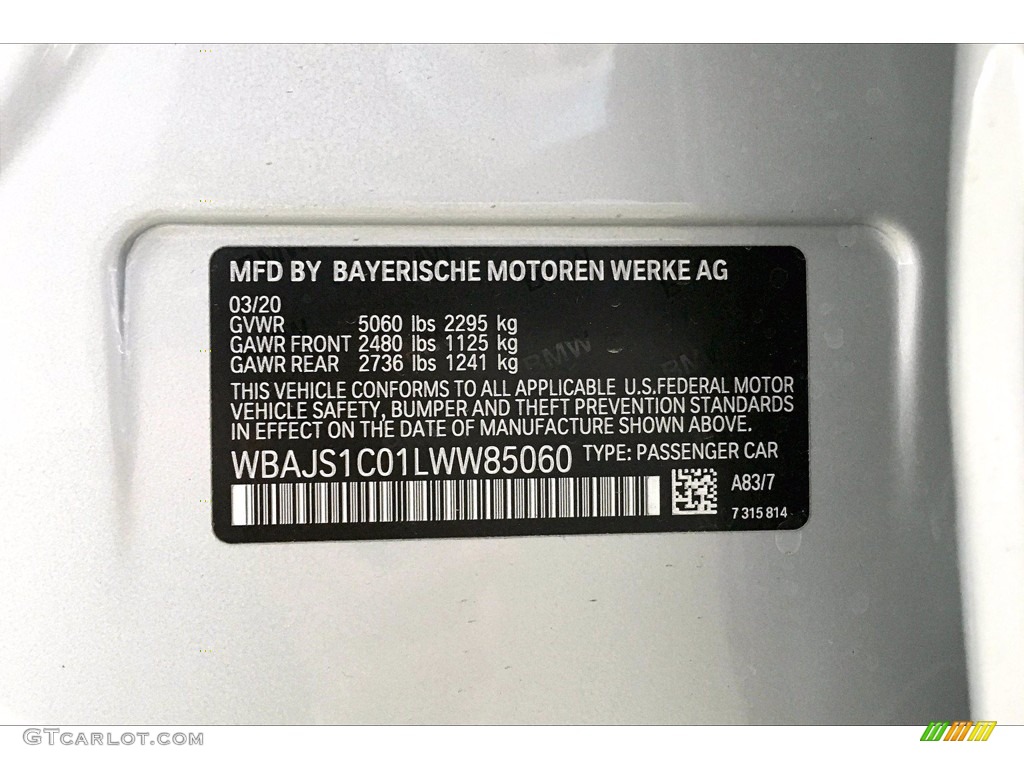 MFD BY BAYERISCHE MOTOREN WERKE AG
03/20
GVWR 5060 lbs 2295 kg
GAWR FRONT 2480 lbs 1125 kg
GAWR REAR 2736 lbs 1241 kg
THIS VEHICLE CONFORMS TO ALL APPLICABLE U.S.FEDERAL MOTOR
VEHICLE SAFETY, BUMPER AND THEFT PREVENTION STANDARDS
IN EFFECT ON THE DATE OF MANUFACTURE SHOWN ABOVE.
WBAJS1C01LWW85060 TYPE: PASSENGER CAR
A83/7
7 315 814
GTCARLOT.COM